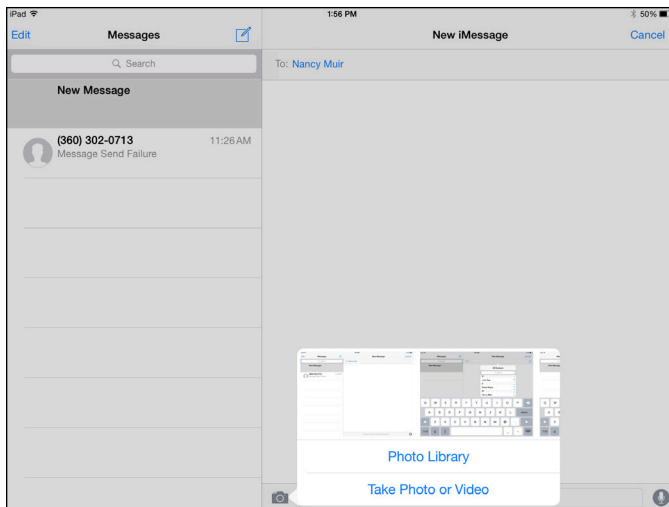 iPad 1:56 PM 50%
Edit Messages New iMessage Cancel
Search
To: Nancy Muir
New Message
(360) 302-0713 11:26 AM
Message Send Failure
Photo Library
Take Photo or Video